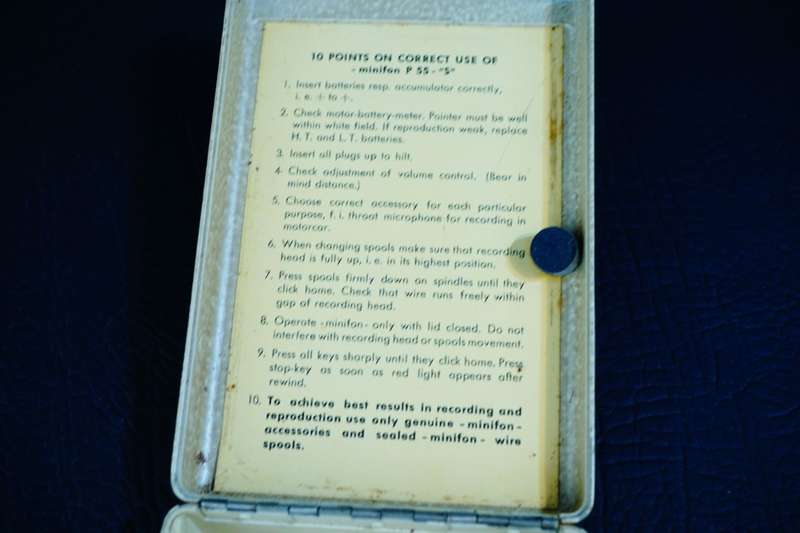 10 POINTS ON CORRECT USE OF
-minifon P 55 - "S"
1. Insert batteries resp. accumulator correctly,
i. e. + to +.
2. Check motor-battery-meter. Pointer must be well
within white field. If reproduction weak, replace
H. T. and L. T. batteries.
3. Insert all plugs up to hilt.
4. Check adjustment of volume control. (Bear in
mind distance.)
5. Choose correct accessory for each particular
purpose, f. i. throat microphone for recording in
motorcar.
6. When changing spools make sure that recording
head is fully up, i. e. in its highest position.
7. Press spools firmly down on spindles until they
click home. Check that wire runs freely within
gap of recording head.
8. Operate -minifon- only with lid closed. Do not
interfere with recording head or spools movement.
9. Press all keys sharply until they click home. Press
stop-key as soon as red light appears after
rewind.
10. To achieve best results in recording and
reproduction use only genuine -minifon-
accessories and sealed -minifon- wire
spools.